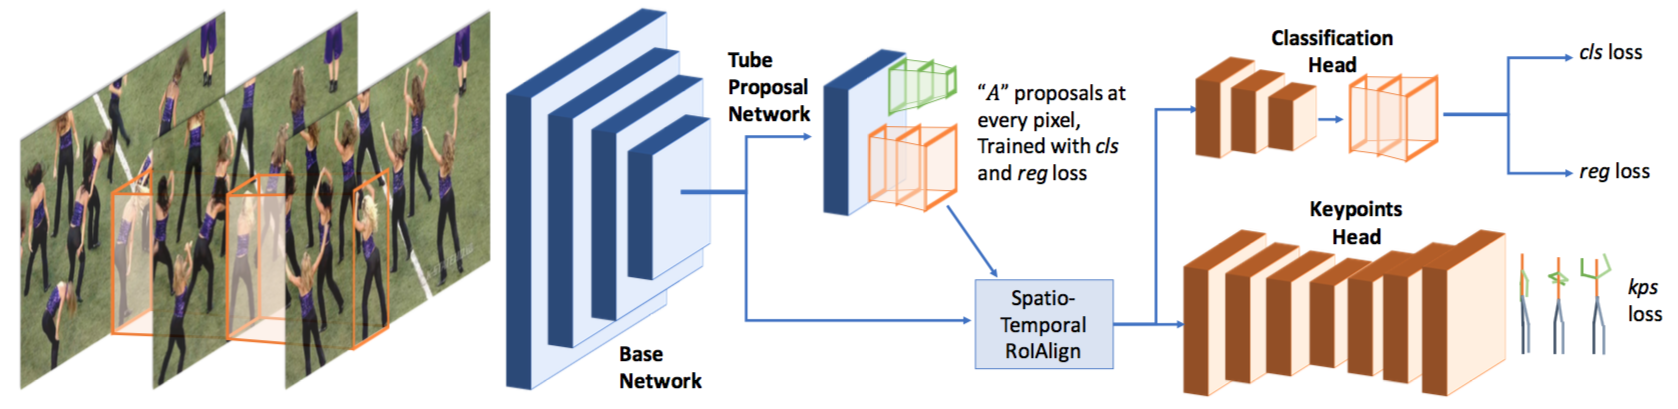 Tube
Proposal
Network
Base
Network
“A” proposals at
every pixel,
Trained with cls
and reg loss
Spatio-
Temporal
RoIAlign
Classification
Head
cls loss
reg loss
Keypoints
Head
kps
loss